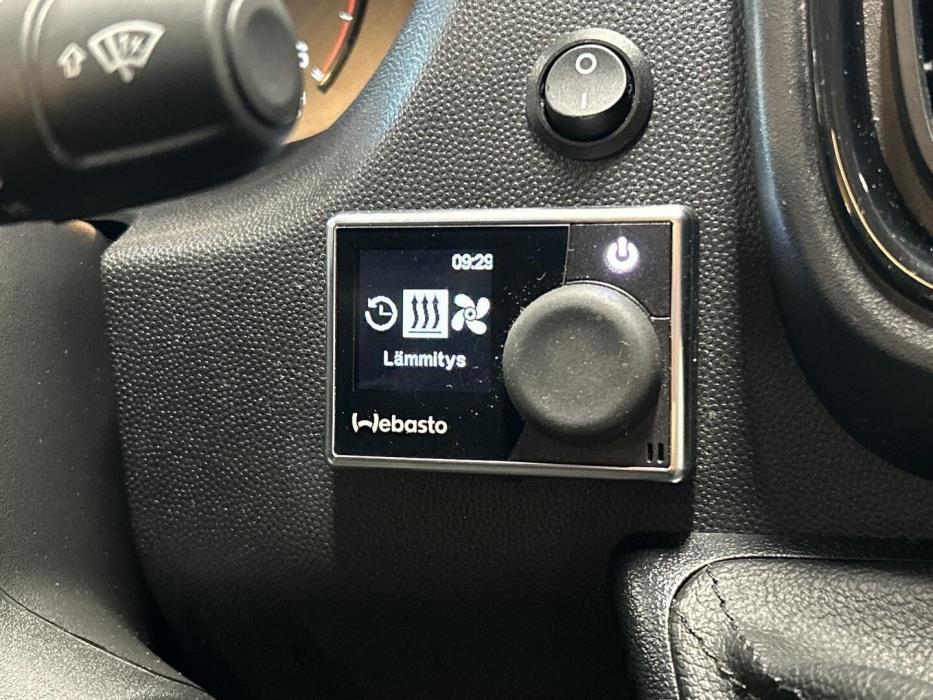 O
I
09:29
Lämmitys
Webasto